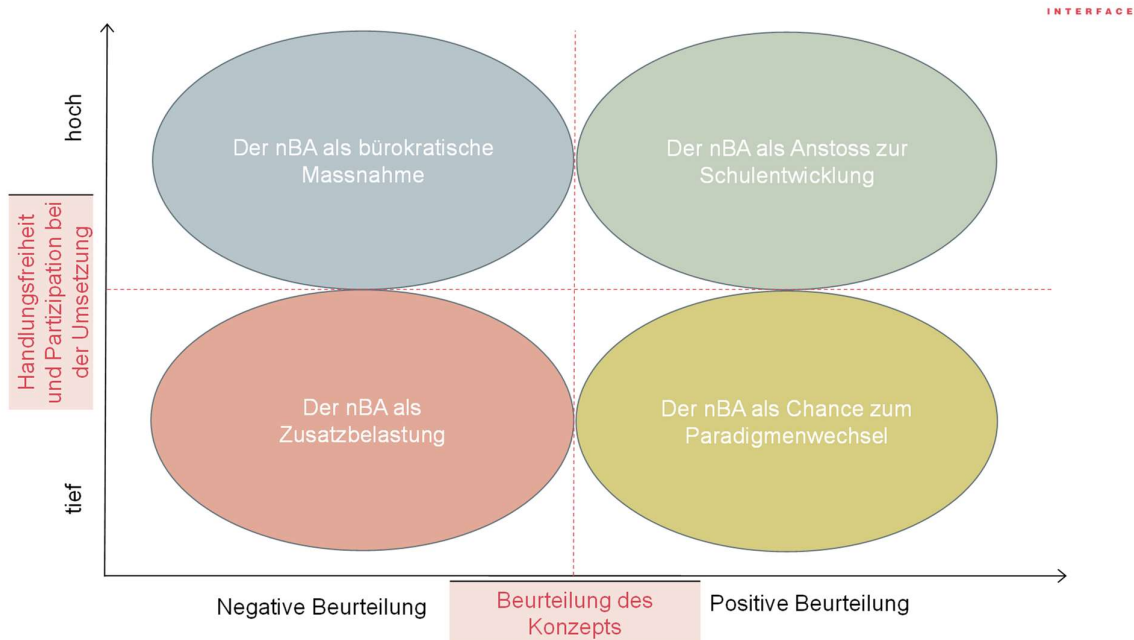 INTERFACE
hoch
Der nBA als bürokratische
Massnahme
Der nBA als Anstoss zur
Schulentwicklung
Handlungsfreiheit
und Partizipation bei
der Umsetzung
Der nBA als
Zusatzbelastung
Der nBA als Chance zum
Paradigmenwechsel
tief
Negative Beurteilung
Beurteilung des
Konzepts
Positive Beurteilung